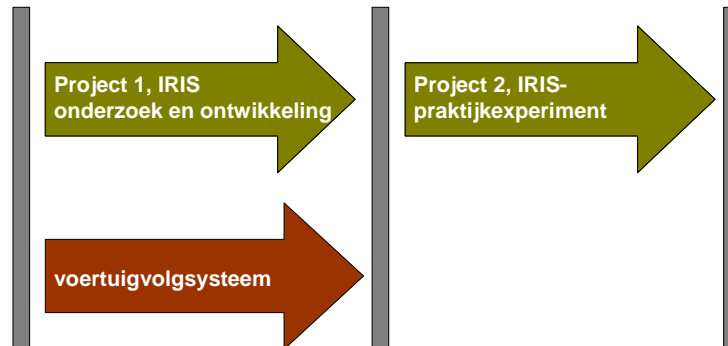 Project 1, IRIS
onderzoek en ontwikkeling
Project 2, IRIS-
praktijkexperiment
voertuigvolgsysteem